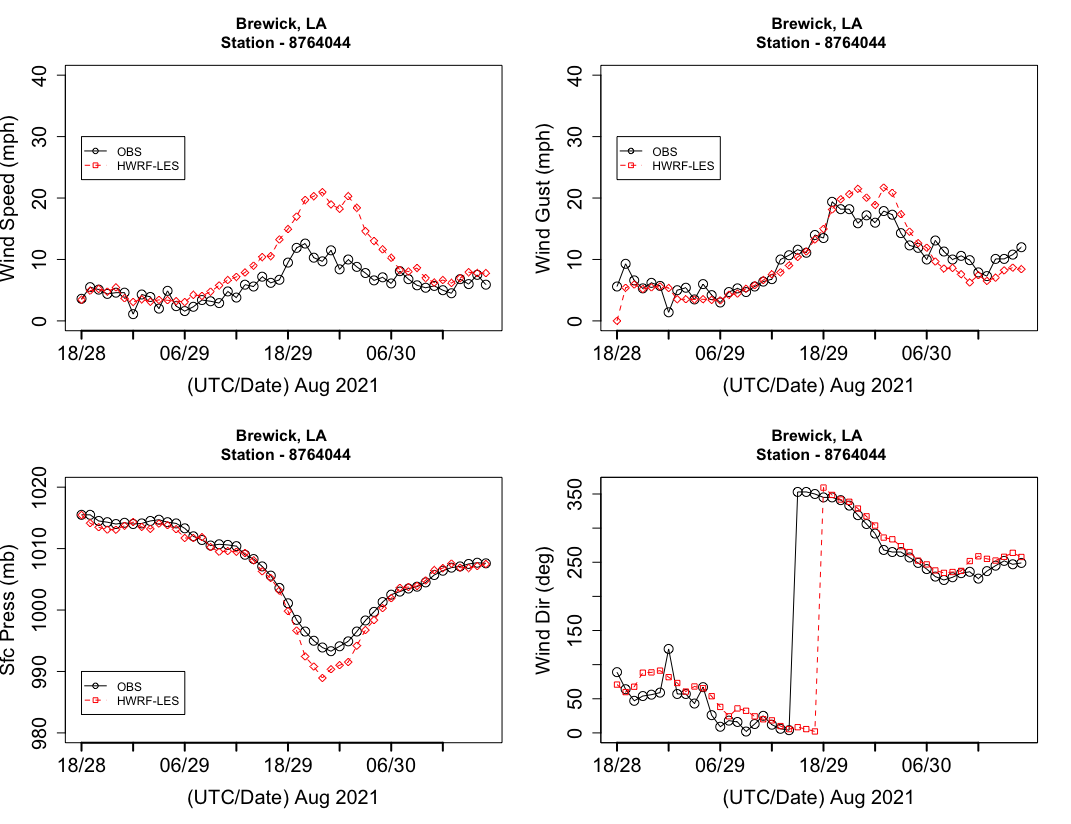 Brewick, LA
Station - 8764044
Wind Speed (mph)
40
30
20
10
0
OBS
HWRF-LES
18/28 06/29 18/29 06/30
(UTC/Date) Aug 2021
Brewick, LA
Station - 8764044
Wind Gust (mph)
40
30
20
10
0
OBS
HWRF-LES
18/28 06/29 18/29 06/30
(UTC/Date) Aug 2021
Brewick, LA
Station - 8764044
Sfc Press (mb)
1020
1010
1000
990
980
OBS
HWRF-LES
18/28 06/29 18/29 06/30
(UTC/Date) Aug 2021
Brewick, LA
Station - 8764044
Wind Dir (deg)
350
250
150
50
0
18/28 06/29 18/29 06/30
(UTC/Date) Aug 2021